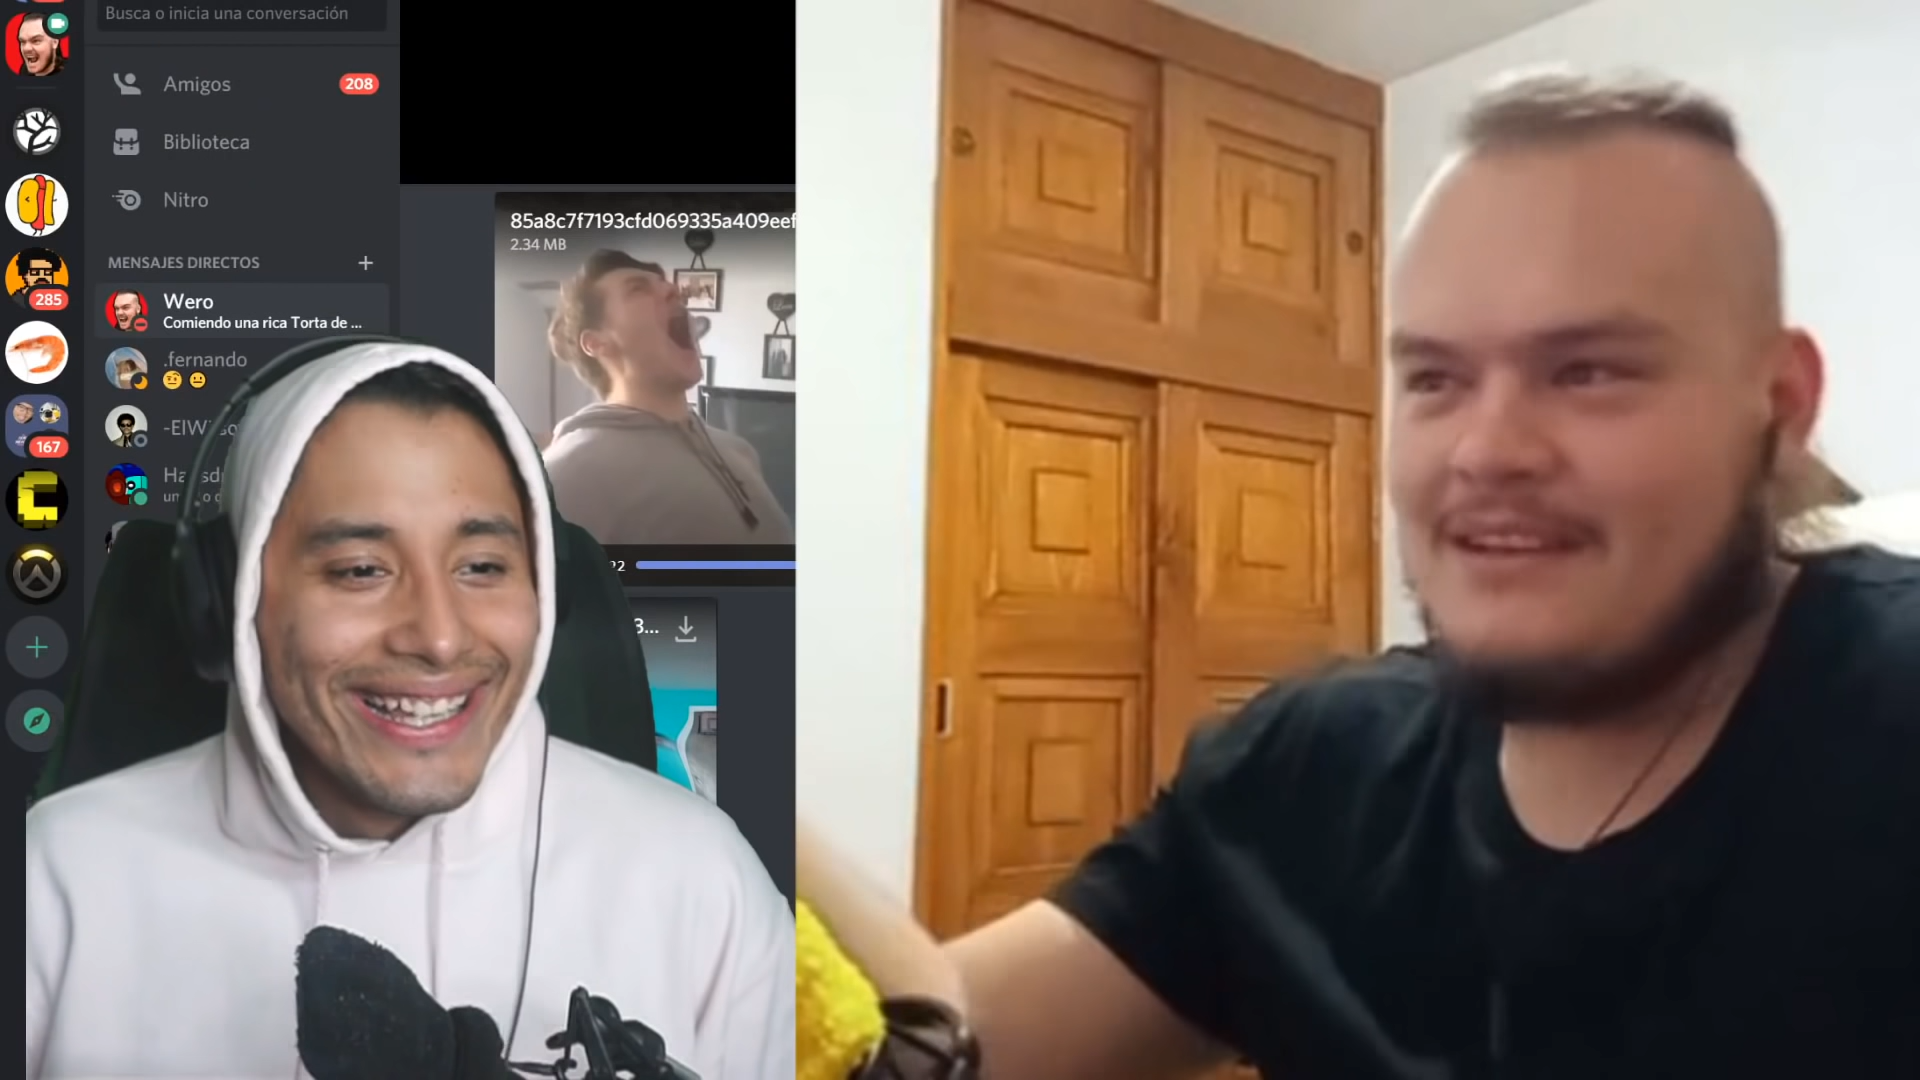 Busca o inicia una conversación
Amigos
208
Biblioteca
Nitro
MENSAJES DIRECTOS
Wero
Comiendo una rica Torta de ...
.fernando
285
167
85a8c7f7193cfd069335a409eef
2.34 MB
3...